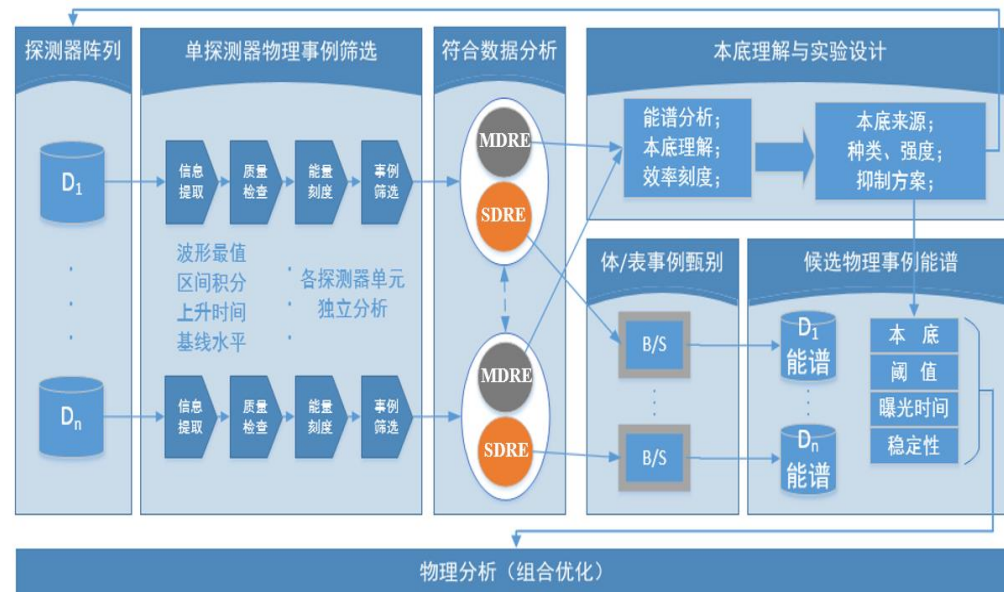 探测器阵列
单探测器物理事例筛选
符合数据分析
本底理解与实验设计
D1
信息
提取
质量
检查
能量
刻度
事例
筛选
波形最值
区间积分
上升时间
基线水平
各探测器单元
独立分析
Dn
信息
提取
质量
检查
能量
刻度
事例
筛选
MDRE
SDRE
MDRE
SDRE
能谱分析；
本底理解；
效率刻度；
本底来源；
种类、强度；
抑制方案；
体/表事例甄别
B/S
B/S
候选物理事例能谱
D1
能谱
Dn
能谱
本 底
阈 值
曝光时间
稳定性
物理分析（组合优化）